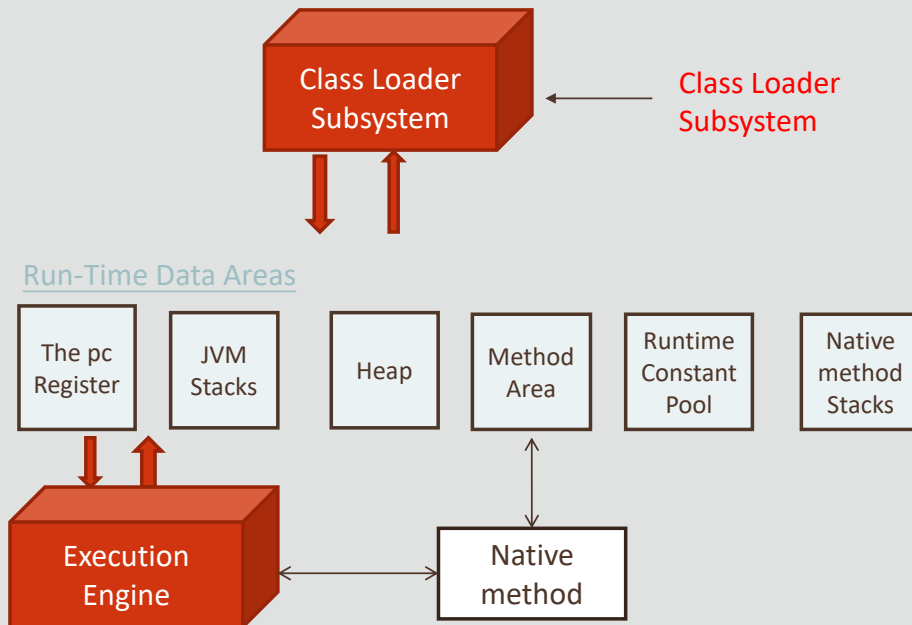 Class Loader
Subsystem
Class Loader
Subsystem
Run-Time Data Areas
The pc
Register
JVM
Stacks
Heap
Method
Area
Runtime
Constant
Pool
Native
method
Stacks
Execution
Engine
Native
method